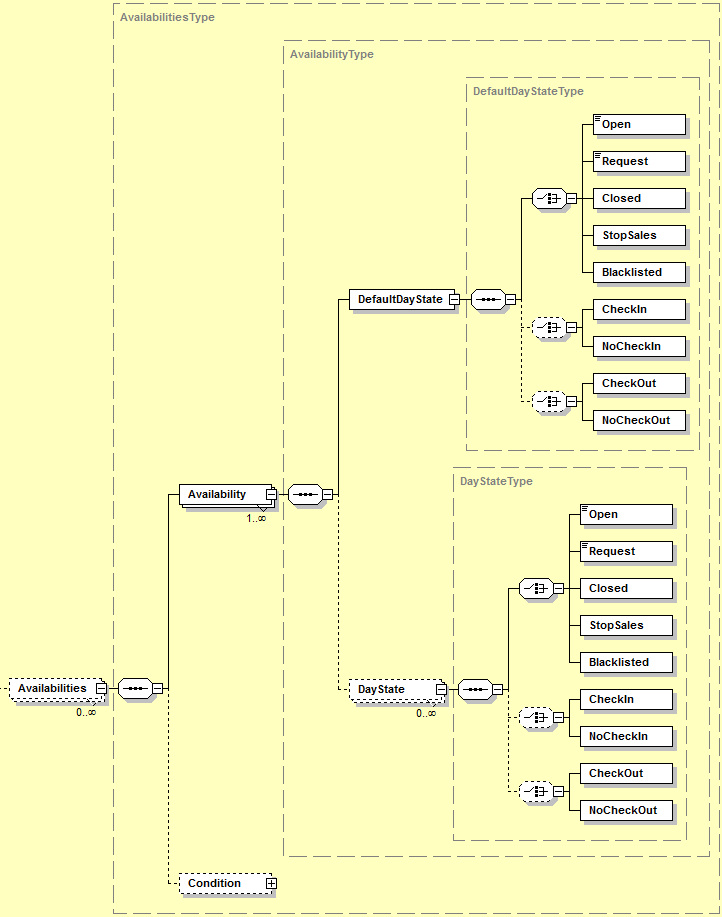 AvailabilitiesType
AvailabilityType
DefaultDayStateType
Open
Request
Closed
StopSales
Blacklisted
DefaultDayState
CheckIn
NoCheckIn
CheckOut
NoCheckOut
DayStateType
Availability
1..∞
Open
Request
Closed
StopSales
Blacklisted
Availabilities
0..∞
DayState
0..∞
CheckIn
NoCheckIn
CheckOut
NoCheckOut
Condition